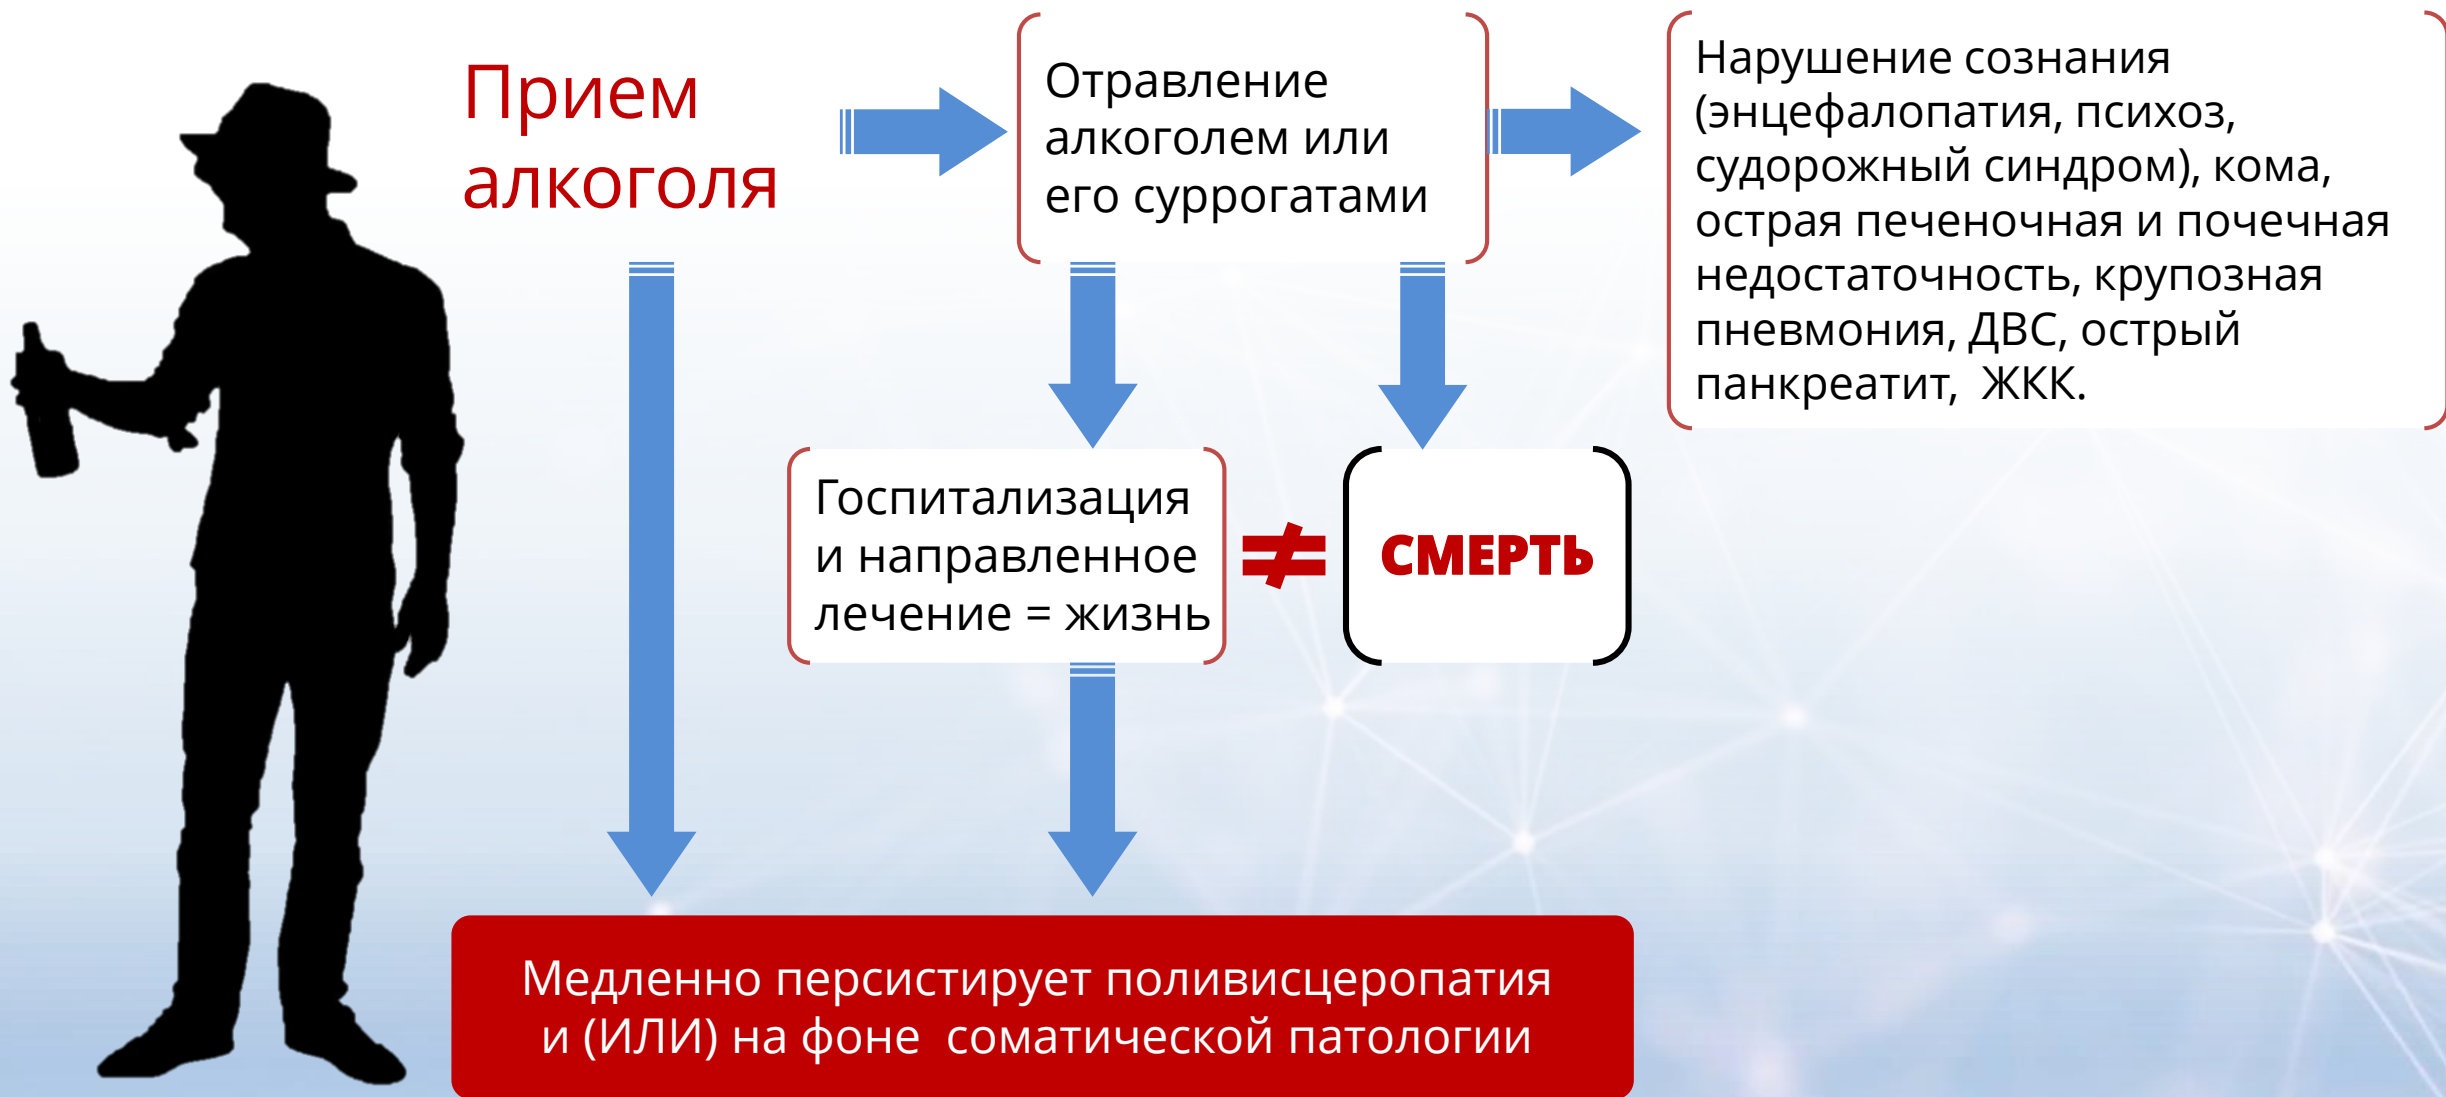 Прием
алкоголя
Отравление
алкоголем или
его суррогатами
Нарушение сознания
(энцефалопатия, психоз,
судорожный синдром), кома,
острая печеночная и почечная
недостаточность, крупозная
пневмония, ДВС, острый
панкреатит, ЖКК.
Госпитализация
и направленное
лечение = жизнь
≠
СМЕРТЬ
Медленно персистирует поливисцеропатия
и (ИЛИ) на фоне соматической патологии